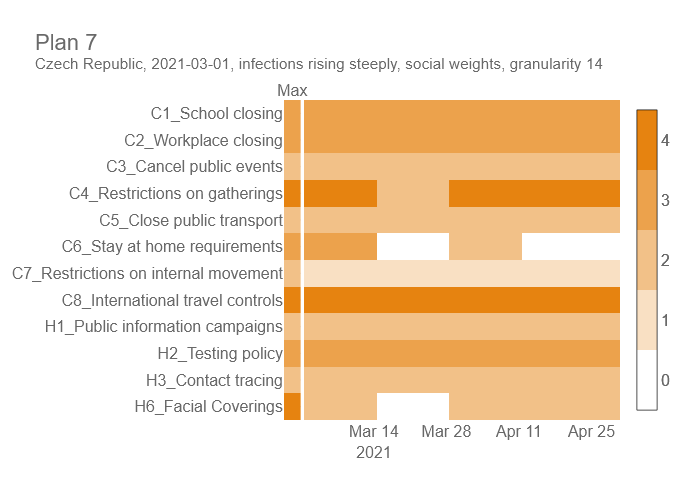 Plan 7
Czech Republic, 2021-03-01, infections rising steeply, social weights, granularity 14
Max
C1_School closing
C2_Workplace closing
C3_Cancel public events
C4_Restrictions on gatherings
C5_Close public transport
C6_Stay at home requirements
C7_Restrictions on internal movement
C8_International travel controls
H1_Public information campaigns
H2_Testing policy
H3_Contact tracing
H6_Facial Coverings
Mar 14 Mar 28 Apr 11 Apr 25
2021
4
3
2
1
0